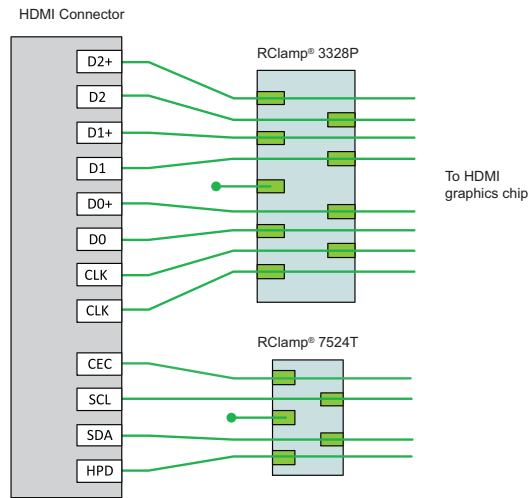 HDMI Connector
RClamp® 3328P
D2+
D2
D1+
D1
To HDMI
graphics chip
D0+
D0
CLK
CLK
RClamp® 7524T
CEC
SCL
SDA
HPD